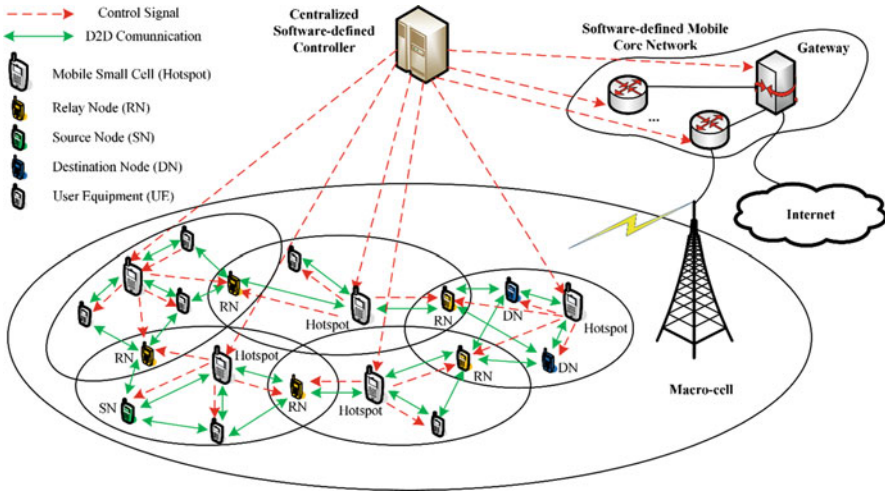 Control Signal
D2D Comunnication
Mobile Small Cell (Hotspot)
Relay Node (RN)
Source Node (SN)
Destination Node (DN)
User Equipment (UE)
Centralized
Software-defined
Controller
Software-defined Mobile
Core Network
Gateway
...
Internet
Macro-cell
RN
Hotspot
RN
DN
Hotspot
RN
Hotspot
RN
DN
SN
RN
Hotspot